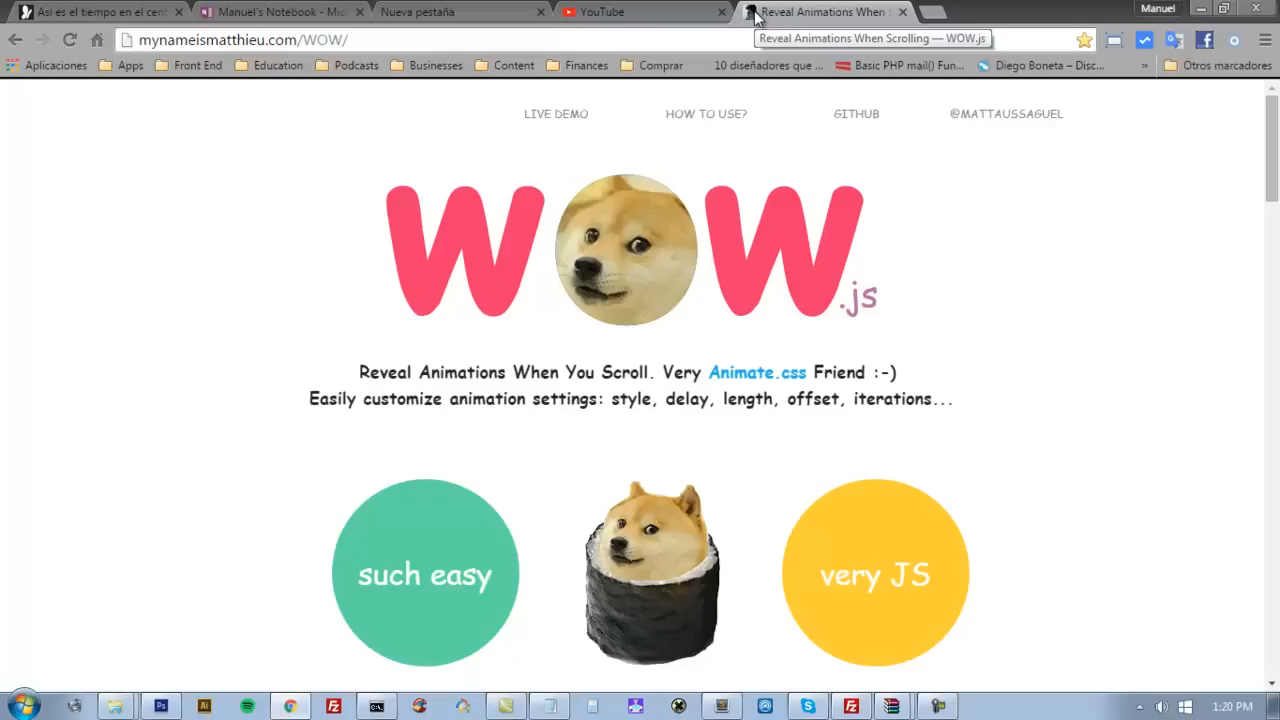 Asi es el tiempo en el cent
Manuel's Notebook - Mic
Nueva pestaña
YouTube
Reveal Animations When
Manuel
mynameismatthieu.com/WOW/
Reveal Animations When Scrolling — WOW.js
Aplicaciones
Apps
Front End
Education
Podcasts
Businesses
Content
Finances
Comprar
10 diseñadores que ...
Basic PHP mail() Fun...
Diego Boneta – Disc...
»
Otros marcadores
LIVE DEMO
HOW TO USE?
GITHUB
@MATTAUSSAGUEL
W W.js
Reveal Animations When You Scroll. Very Animate.css Friend :-)
Easily customize animation settings: style, delay, length, offset, iterations...
such easy
very JS
1:20 PM